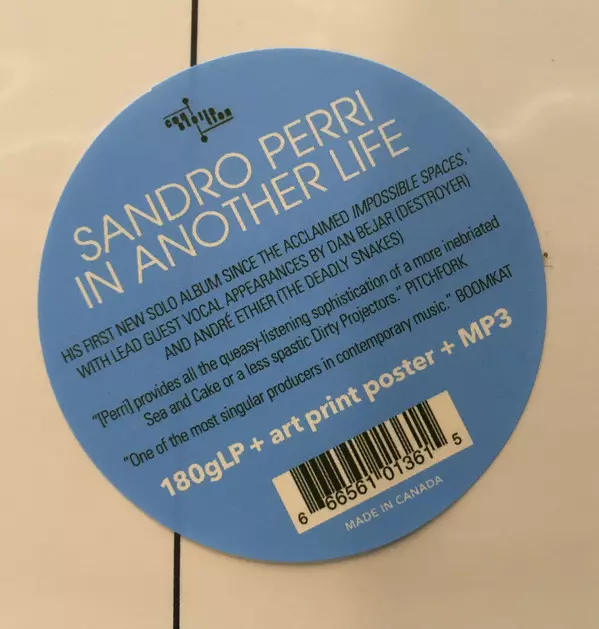 constellation
SANDRO PERRI
IN ANOTHER LIFE
HIS FIRST NEW SOLO ALBUM SINCE THE ACCLAIMED IMPOSSIBLE SPACES,
WITH LEAD GUEST VOCAL APPEARANCES BY DAN BEJAR (DESTROYER)
AND ANDRÉ ETHIER (THE DEADLY SNAKES)
"[Perri] provides all the queasy-listening sophistication of a more inebriated
Sea and Cake or a less spastic Dirty Projectors." PITCHFORK
"One of the most singular producers in contemporary music." BOOMKAT
180gLP + art print poster + MP3
6 66561 01361 5
MADE IN CANADA